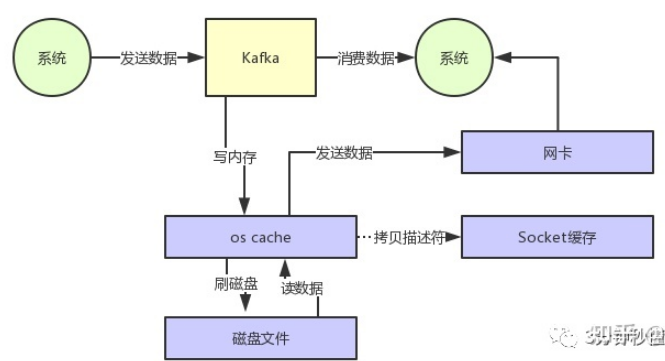 系统
发送数据
Kafka
消费数据
系统
写内存
发送数据
网卡
os cache
拷贝描述符
Socket缓存
刷磁盘
读数据
磁盘文件